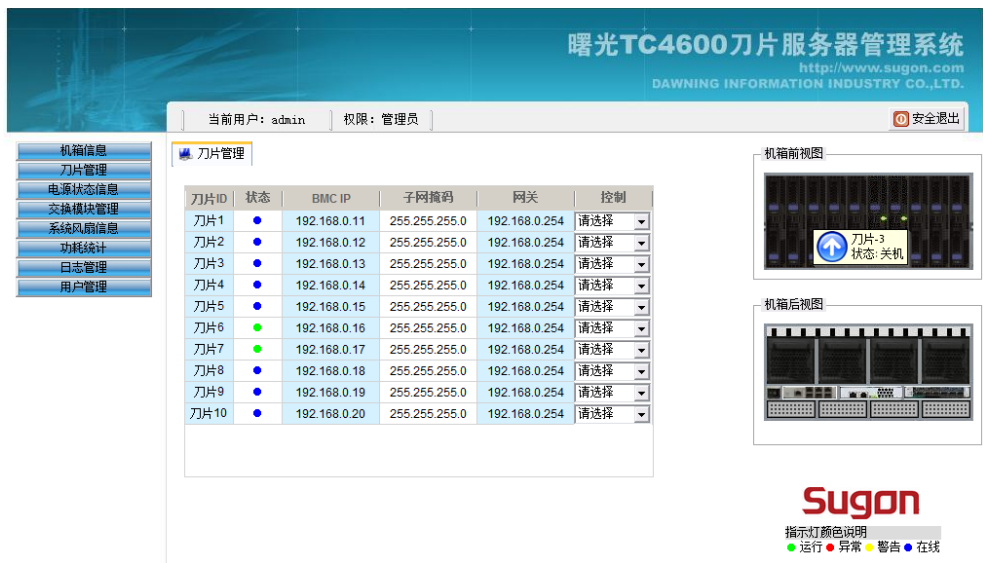 曙光TC4600刀片服务器管理系统
http://www.sugon.com
DAWNING INFORMATION INDUSTRY CO.,LTD.
当前用户: admin 权限: 管理员 安全退出
机箱信息
刀片管理
电源状态信息
交换模块管理
系统风扇信息
功耗统计
日志管理
用户管理
刀片管理
刀片ID 状态 BMC IP 子网掩码 网关 控制
刀片1 192.168.0.11 255.255.255.0 192.168.0.254 请选择
刀片2 192.168.0.12 255.255.255.0 192.168.0.254 请选择
刀片3 192.168.0.13 255.255.255.0 192.168.0.254 请选择
刀片4 192.168.0.14 255.255.255.0 192.168.0.254 请选择
刀片5 192.168.0.15 255.255.255.0 192.168.0.254 请选择
刀片6 192.168.0.16 255.255.255.0 192.168.0.254 请选择
刀片7 192.168.0.17 255.255.255.0 192.168.0.254 请选择
刀片8 192.168.0.18 255.255.255.0 192.168.0.254 请选择
刀片9 192.168.0.19 255.255.255.0 192.168.0.254 请选择
刀片10 192.168.0.20 255.255.255.0 192.168.0.254 请选择
机箱前视图
刀片-3
状态: 关机
机箱后视图
Sugon
指示灯颜色说明
运行 异常 警告 在线